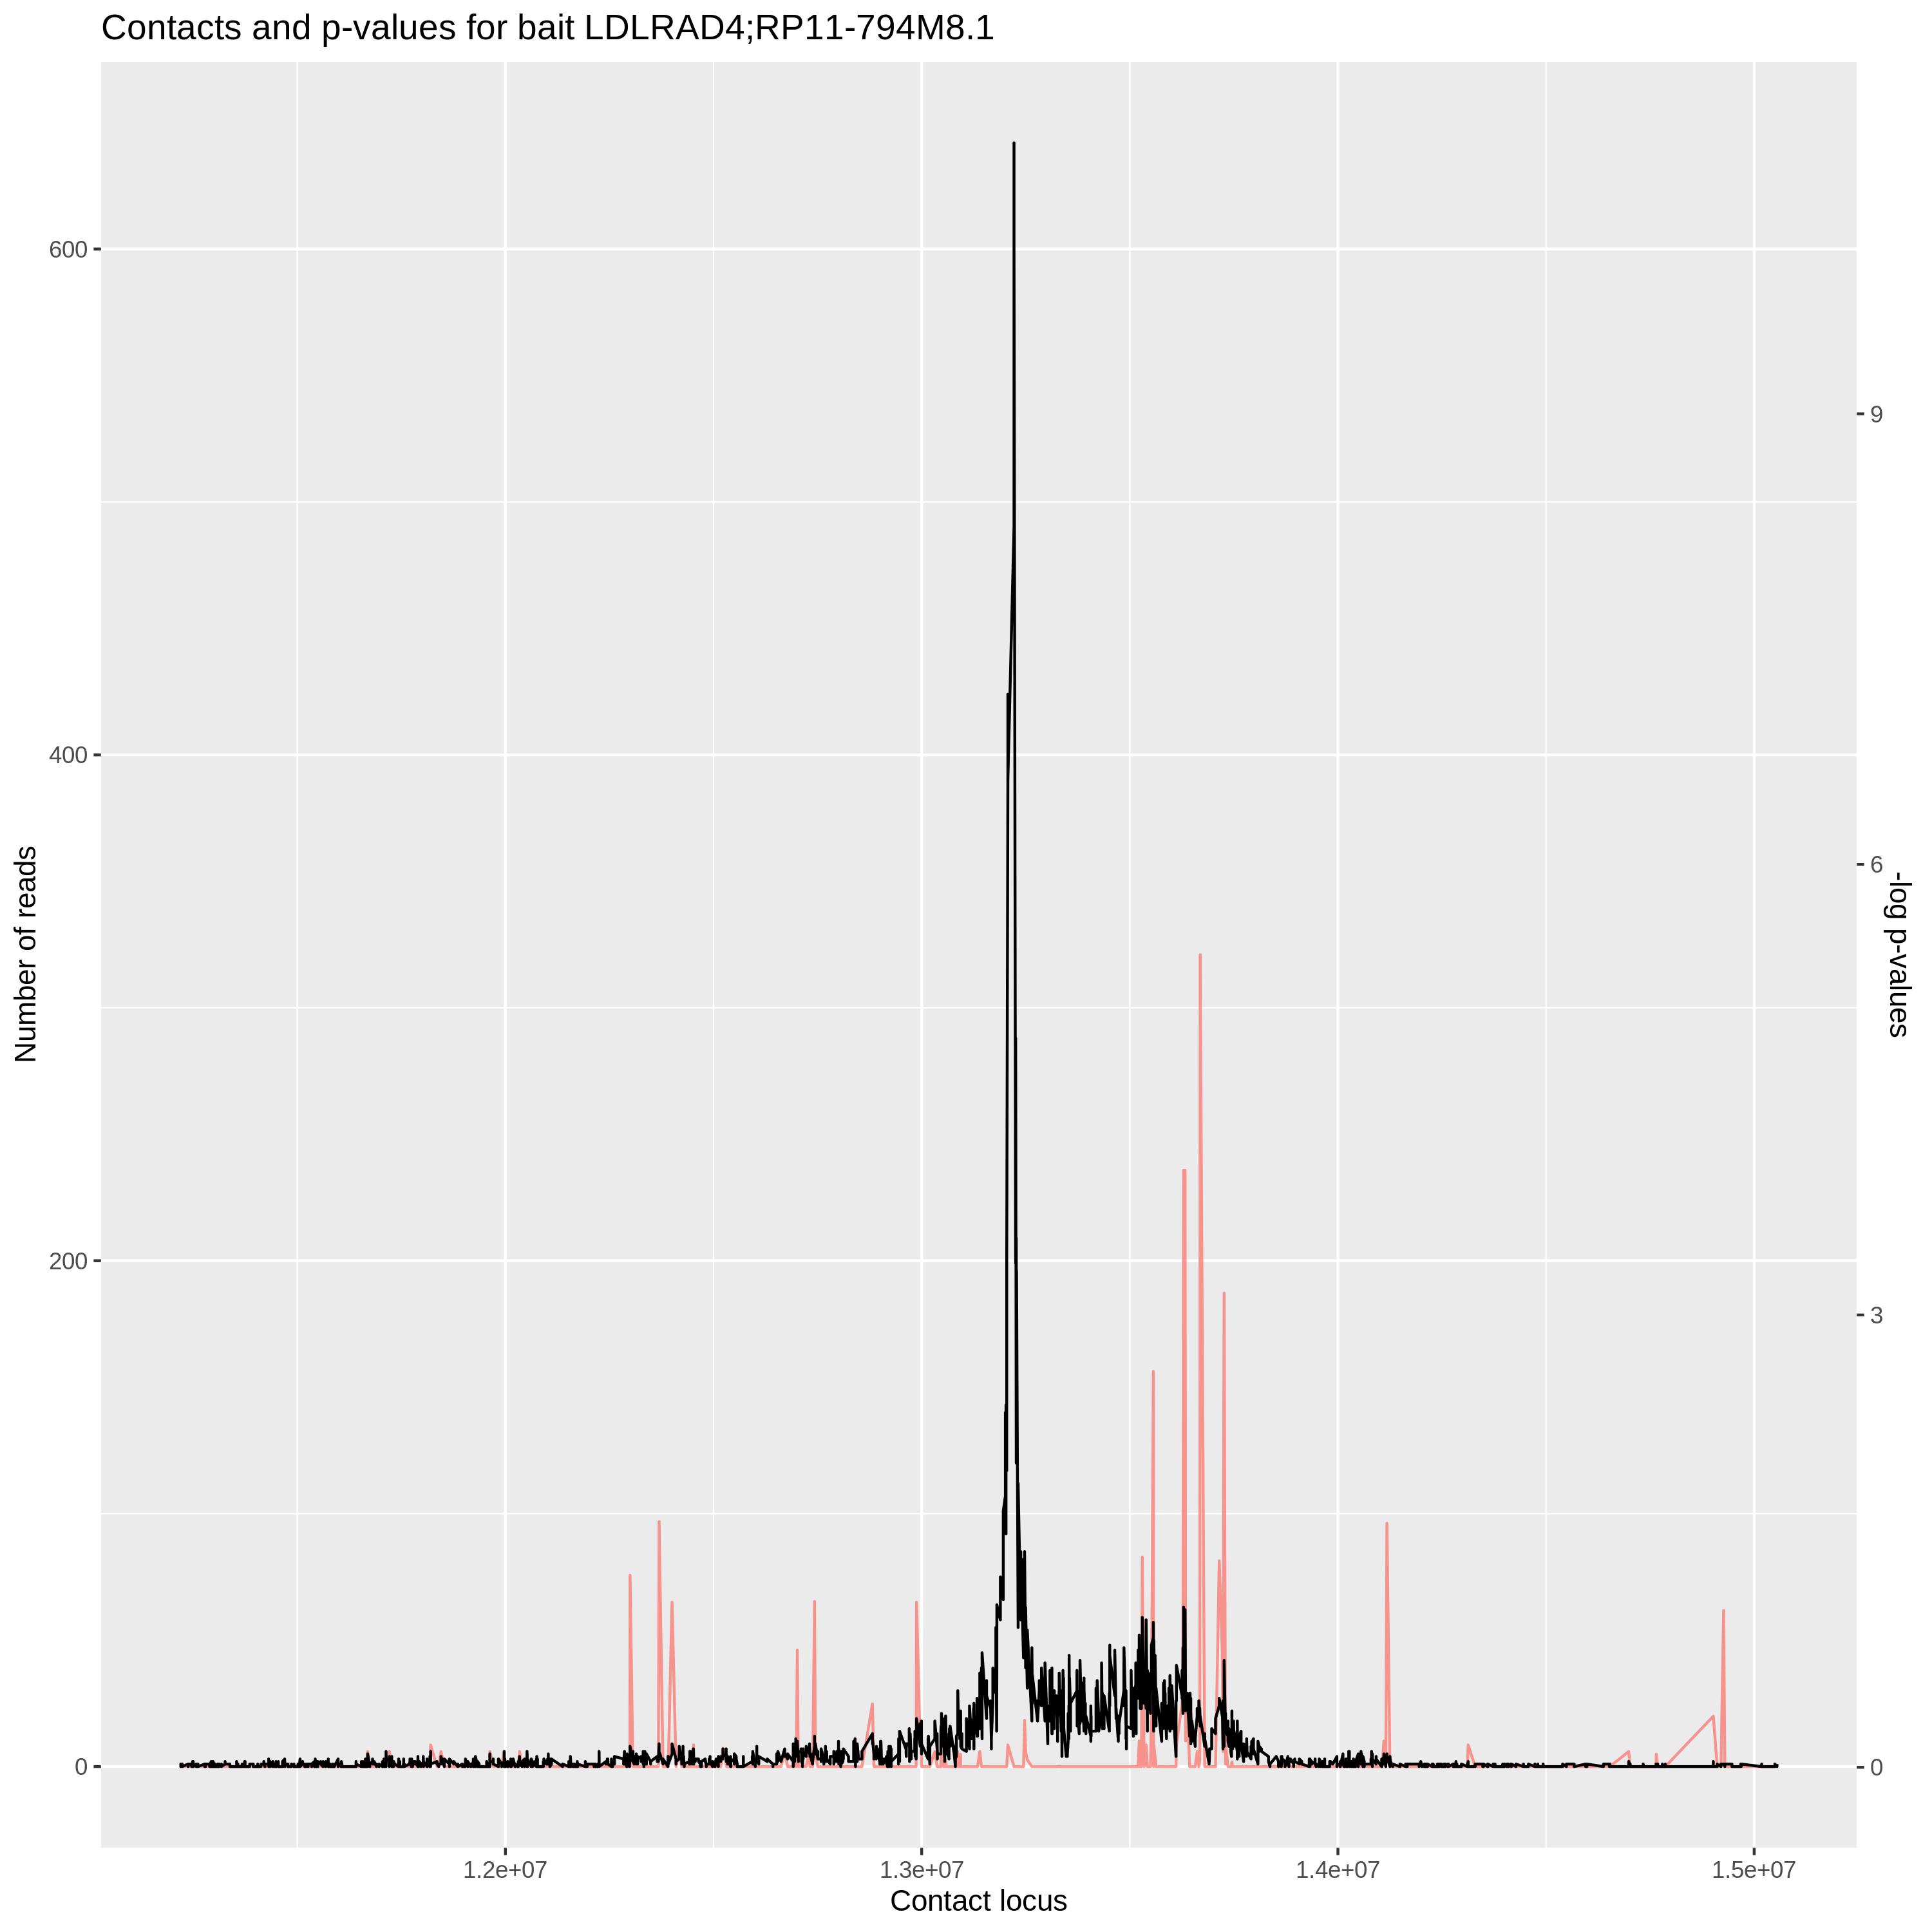 Contacts and p-values for bait LDLRAD4;RP11-794M8.1
Number of reads
600
400
200
0
9
6
3
0
-log p-values
1.2e+07 1.3e+07 1.4e+07 1.5e+07
Contact locus